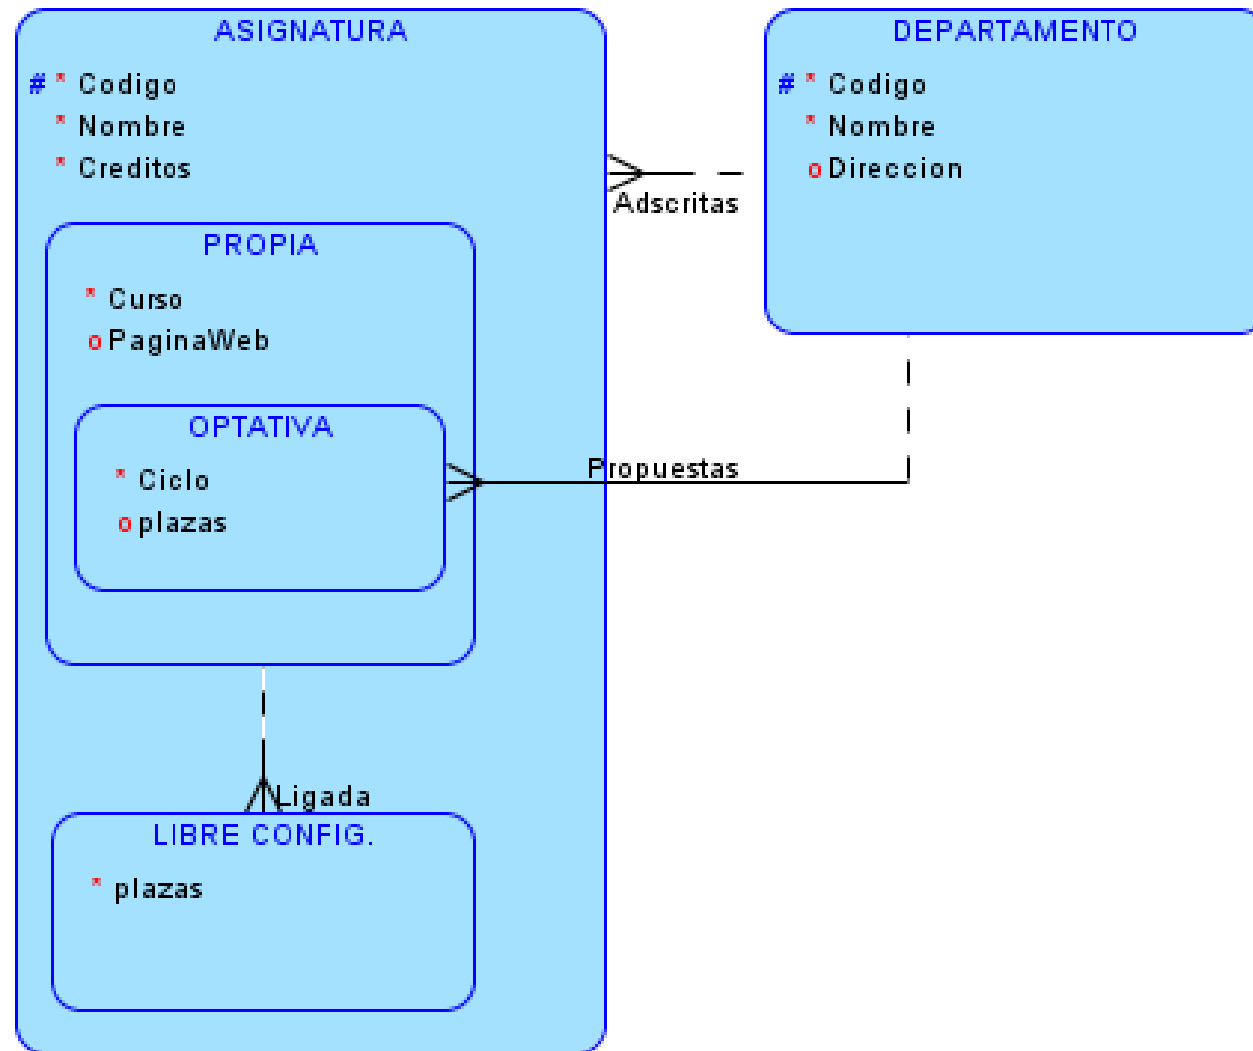 ASIGNATURA
# * Codigo
* Nombre
* Creditos
PROPIA
* Curso
o PaginaWeb
OPTATIVA
* Ciclo
o plazas
Ligada
LIBRE CONFIG.
* plazas
Adscritas
Propuestas
DEPARTAMENTO
# * Codigo
* Nombre
o Direccion